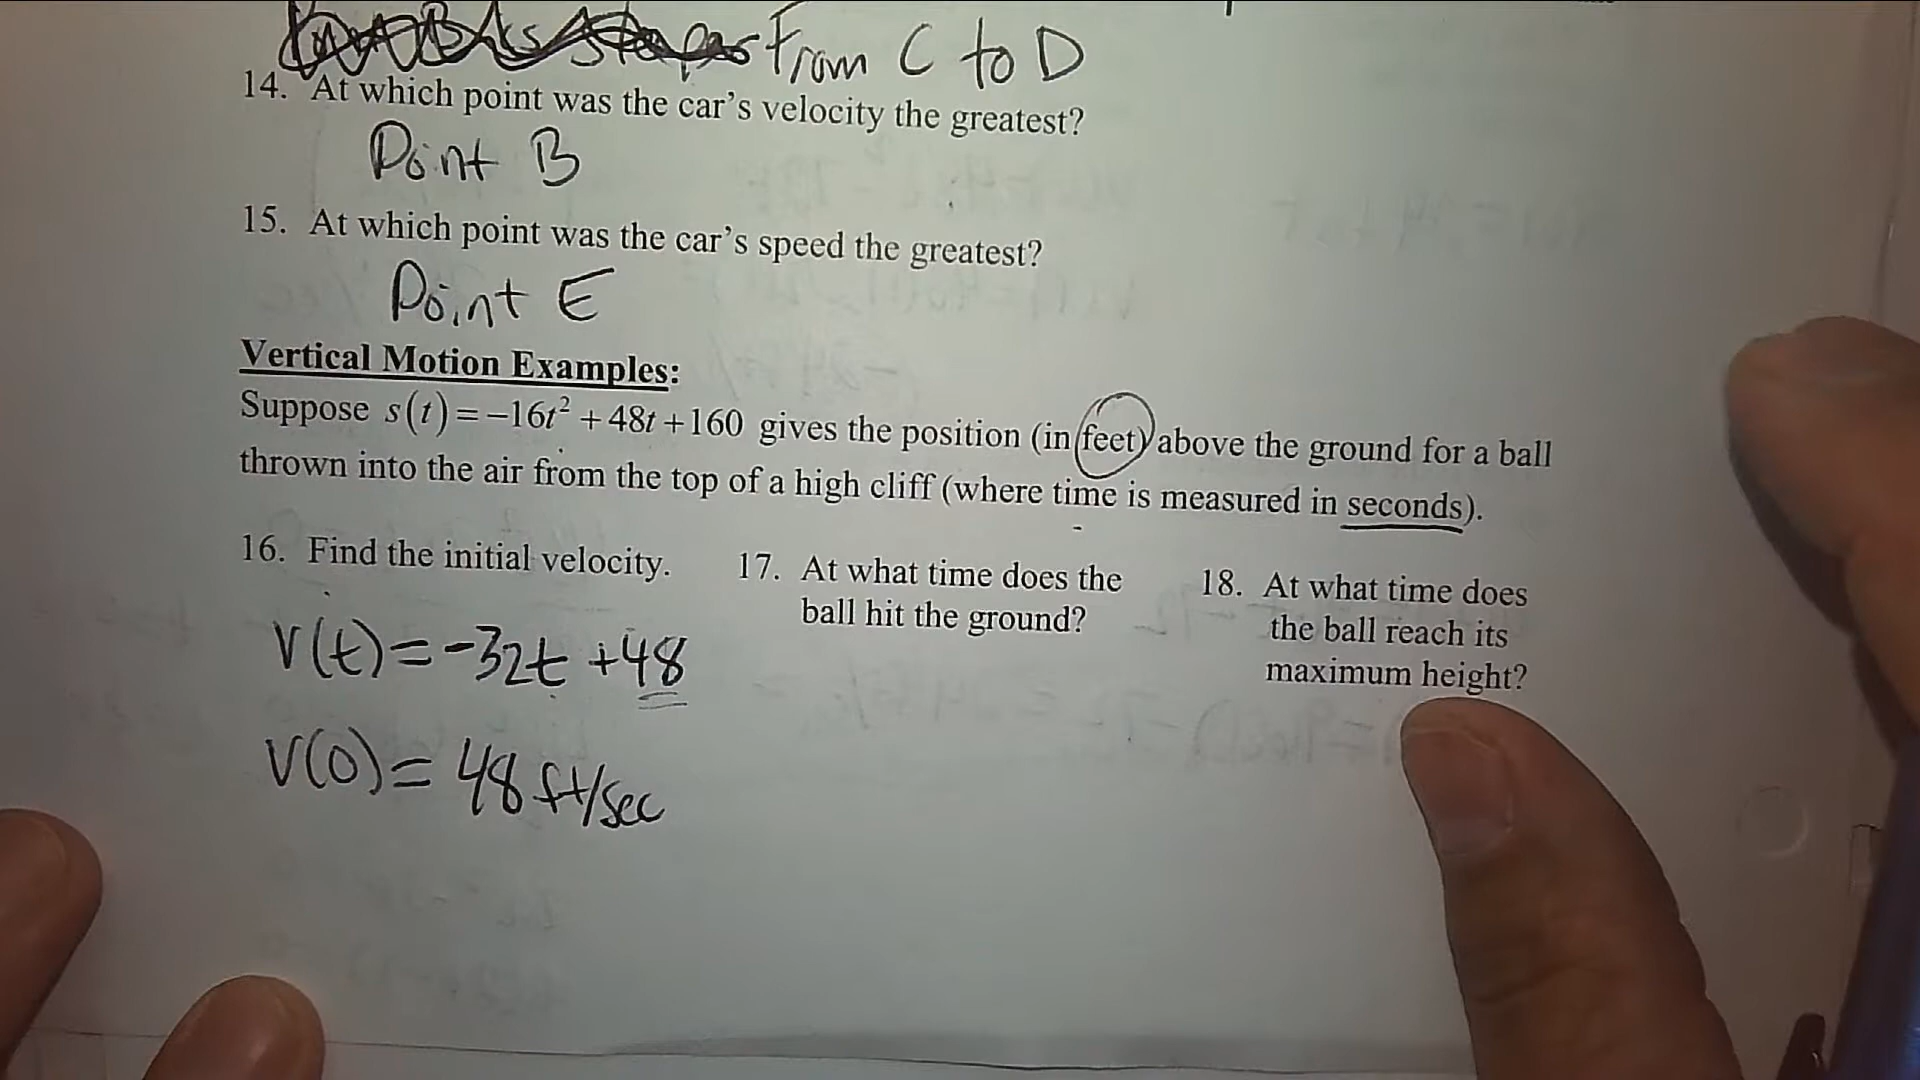 From C to D
14. At which point was the car's velocity the greatest?
Point B
15. At which point was the car's speed the greatest?
Point E
Vertical Motion Examples:
Suppose s(t)=−16t²+48t+160 gives the position (in feet) above the ground for a ball
thrown into the air from the top of a high cliff (where time is measured in seconds).
16. Find the initial velocity.
v(t)=-32t+48
v(0)=48 ft/sec
17. At what time does the
ball hit the ground?
18. At what time does
the ball reach its
maximum height?